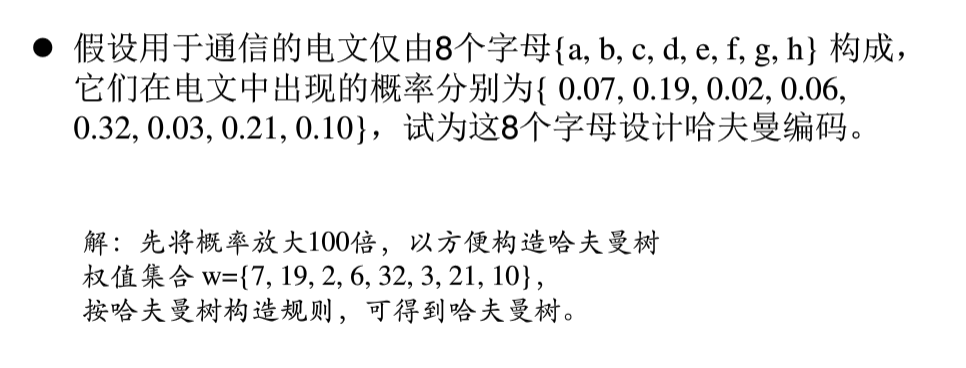 ● 假设用于通信的电文仅由8个字母{a, b, c, d, e, f, g, h} 构成，
它们在电文中出现的概率分别为{ 0.07, 0.19, 0.02, 0.06,
0.32, 0.03, 0.21, 0.10}，试为这8个字母设计哈夫曼编码。
解：先将概率放大100倍，以方便构造哈夫曼树
权值集合 w={7, 19, 2, 6, 32, 3, 21, 10},
按哈夫曼树构造规则，可得到哈夫曼树。